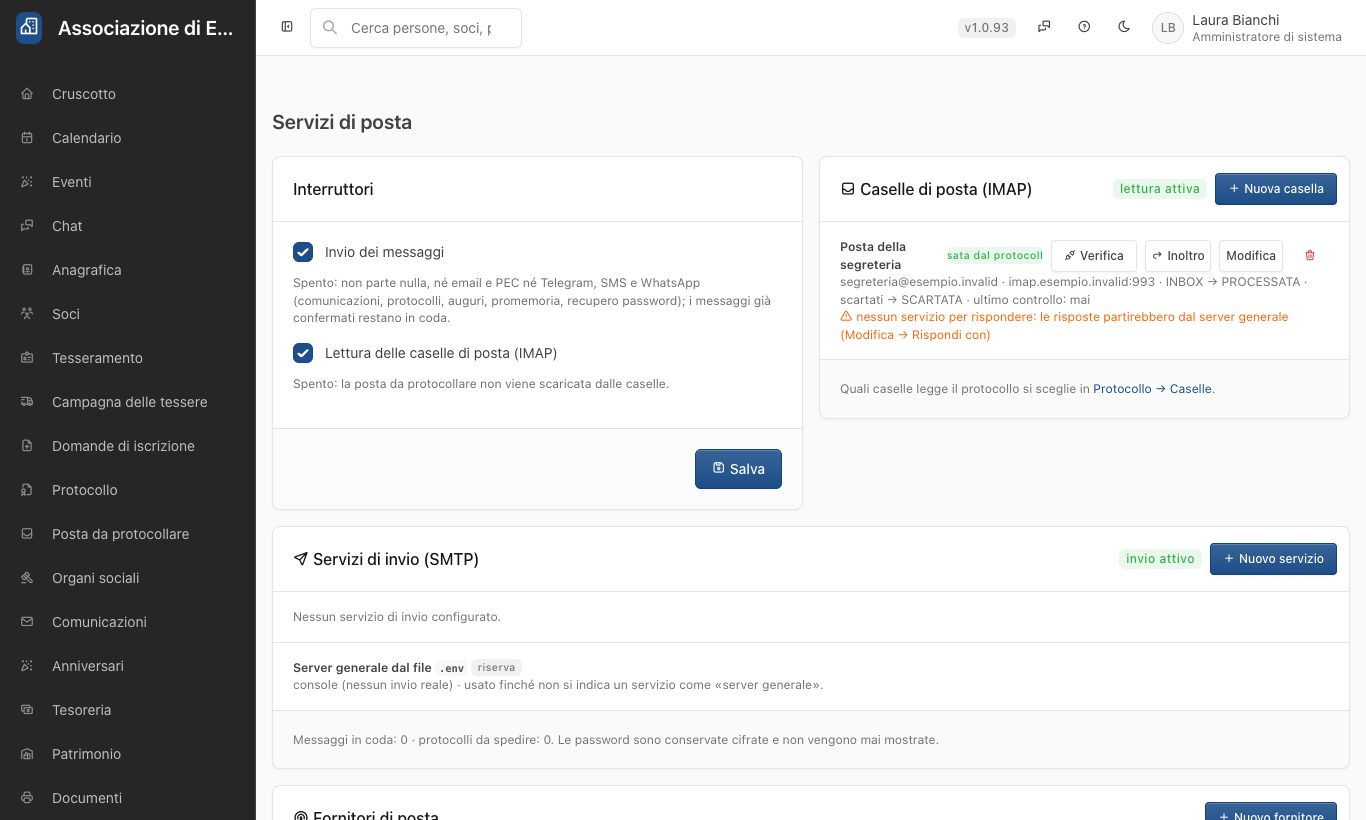 Associazione di E...
Cerca persone, soci, p
v1.0.93
LB
Laura Bianchi
Amministratore di sistema
Cruscotto
Calendario
Eventi
Chat
Anagrafica
Soci
Tesseramento
Campagna delle tessere
Domande di iscrizione
Protocollo
Posta da protocollare
Organi sociali
Comunicazioni
Anniversari
Tesoreria
Patrimonio
Documenti
Servizi di posta
Interruttori
Invio dei messaggi
Spento: non parte nulla, né email e PEC né Telegram, SMS e WhatsApp
(comunicazioni, protocolli, auguri, promemoria, recupero password); i messaggi già
confermati restano in coda.
Lettura delle caselle di posta (IMAP)
Spento: la posta da protocollare non viene scaricata dalle caselle.
Salva
Caselle di posta (IMAP)
lettura attiva
+ Nuova casella
Posta della
segreteria
sata dal protocoll
Verifica
Inoltro
Modifica
segreteria@esempio.invalid · imap.esempio.invalid:993 · INBOX → PROCESSATA ·
scartati → SCARTATA · ultimo controllo: mai
⚠ nessun servizio per rispondere: le risposte partirebbero dal server generale
(Modifica → Rispondi con)
Quali caselle legge il protocollo si sceglie in Protocollo → Caselle.
Servizi di invio (SMTP)
invio attivo
+ Nuovo servizio
Nessun servizio di invio configurato.
Server generale dal file .env riserva
console (nessun invio reale) · usato finché non si indica un servizio come «server generale».
Messaggi in coda: 0 · protocolli da spedire: 0. Le password sono conservate cifrate e non vengono mai mostrate.
Fornitori di posta
+ Nuovo fornitore